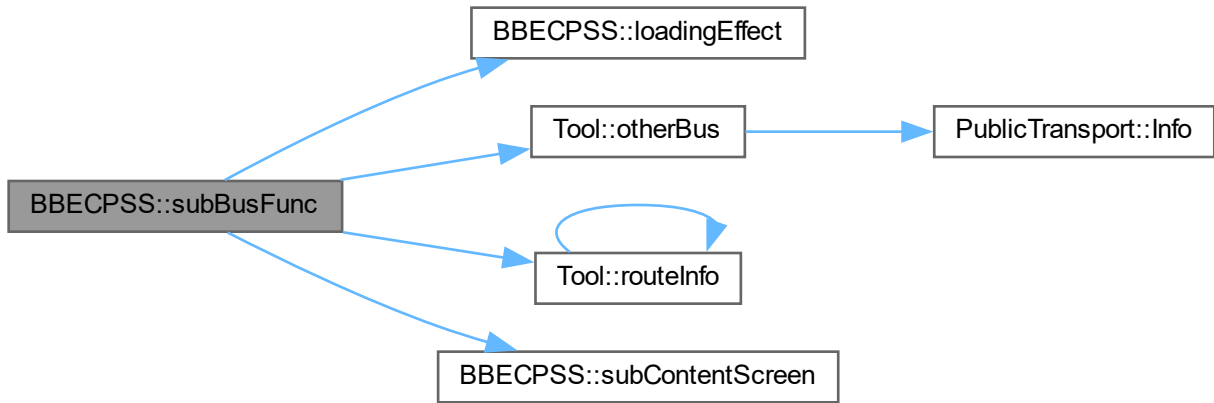 BBECPSS::loadingEffect
Tool::otherBus
PublicTransport::Info
BBECPSS::subBusFunc
Tool::routeInfo
BBECPSS::subContentScreen